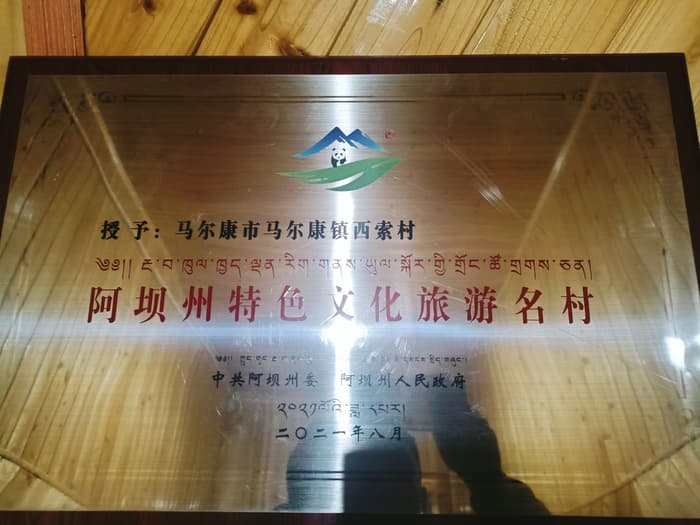 授予：马尔康市马尔康镇西索村
༄༅།། རྔ་བ་ཁུལ་ཁྱད་ལྡན་རིག་གནས་ཡུལ་སྐོར་གྱི་གྲོང་ཚོ་གྲགས་ཅན།
阿坝州特色文化旅游名村
中共阿坝州委 阿坝州人民政府
༢༠༢༡ལོའི་ཟླ་༨པར།
二〇二一年八月